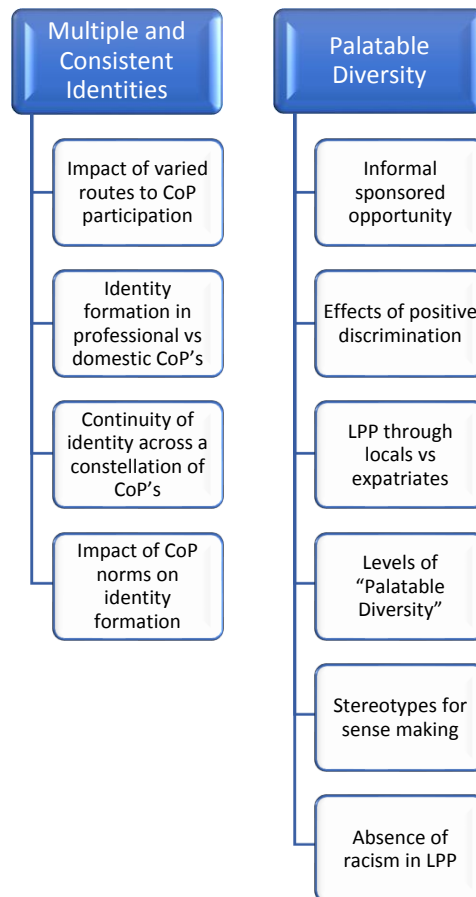 Multiple and
Consistent
Identities
Impact of varied
routes to CoP
participation
Identity
formation in
professional vs
domestic CoP’s
Continuity of
identity across a
constellation of
CoP’s
Impact of CoP
norms on
identity
formation
Palatable
Diversity
Informal
sponsored
opportunity
Effects of positive
discrimination
LPP through
locals vs
expatriates
Levels of
“Palatable
Diversity”
Stereotypes for
sense making
Absence of
racism in LPP